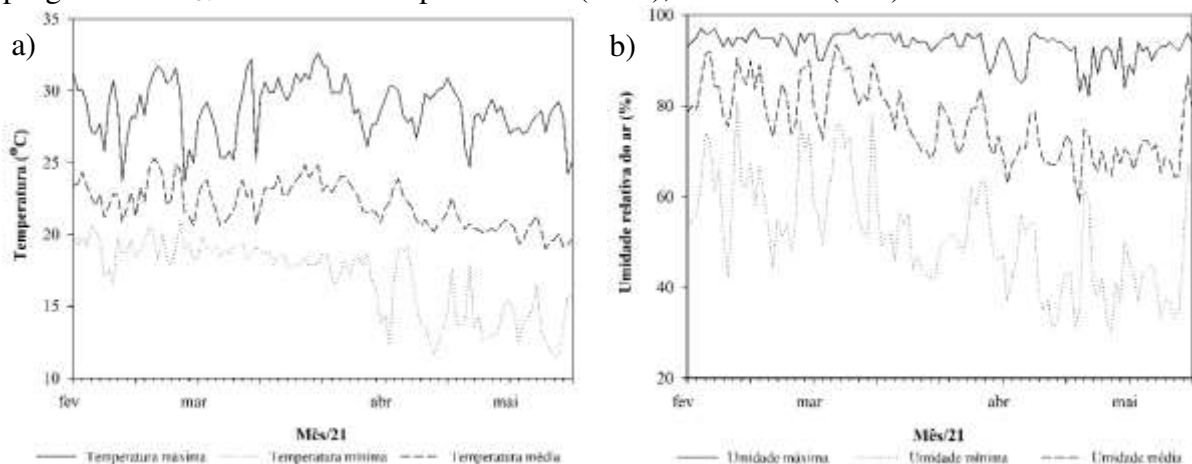 a)
Temperatura (ºC)
35
30
25
20
15
10
fev mar abr mai
Mês/21
Temperatura máxima Temperatura mínima Temperatura média
b)
Umidade relativa do ar (%)
100
80
60
40
20
fev mar abr mai
Mês/21
Umidade máxima Umidade mínima Umidade média